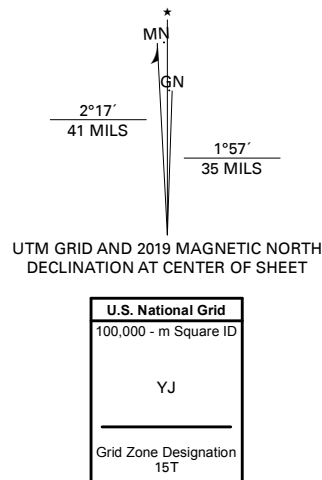 ★
MN
GN
2°17´
41 MILS
1°57´
35 MILS
UTM GRID AND 2019 MAGNETIC NORTH
DECLINATION AT CENTER OF SHEET
U.S. National Grid
100,000 - m Square ID
YJ
Grid Zone Designation
15T